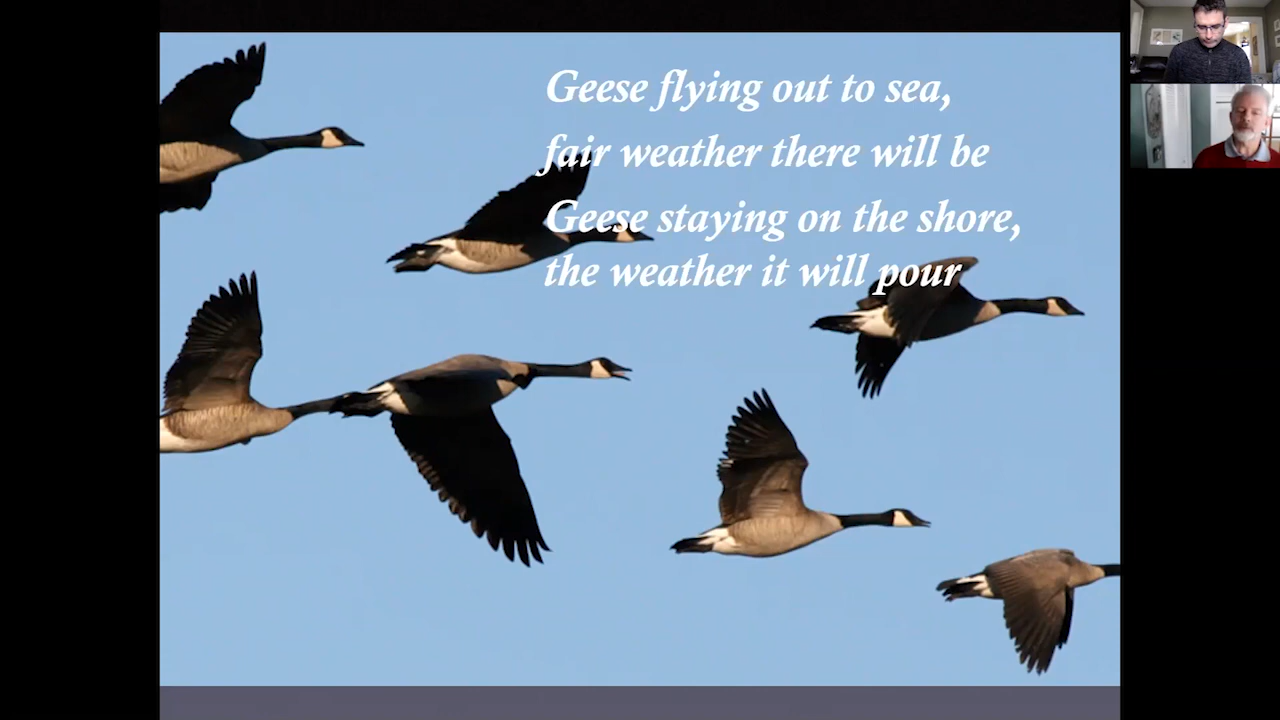 Geese flying out to sea,
fair weather there will be
Geese staying on the shore,
the weather it will pour